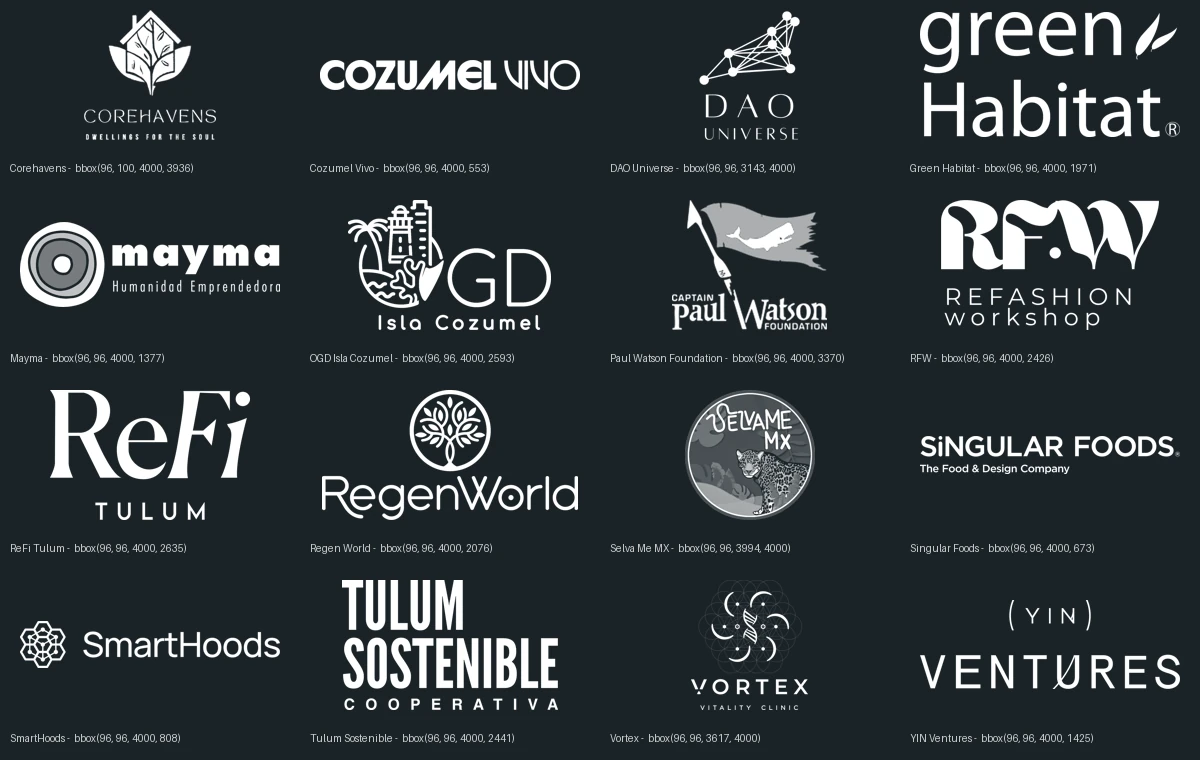 COREHAVENS
DWELLINGS FOR THE SOUL
Corehavens - bbox(96, 100, 4000, 3936)
COZUMEL VIVO
Cozumel Vivo - bbox(96, 96, 4000, 553)
DAO
UNIVERSE
DAO Universe - bbox(96, 96, 3143, 4000)
green
Habitat®
Green Habitat - bbox(96, 96, 4000, 1971)
mayma
Humanidad Emprendedora
Mayma - bbox(96, 96, 4000, 1377)
OGD
Isla Cozumel
OGD Isla Cozumel - bbox(96, 96, 4000, 2593)
CAPTAIN
Paul Watson
FOUNDATION
Paul Watson Foundation - bbox(96, 96, 4000, 3370)
RF.W
REFASHION
workshop
RFW - bbox(96, 96, 4000, 2426)
ReFi
TULUM
ReFi Tulum - bbox(96, 96, 4000, 2635)
RegenWorld
Regen World - bbox(96, 96, 4000, 2076)
SELVAME
MX
Selva Me MX - bbox(96, 96, 3994, 4000)
SiNGULAR FOODS®
The Food & Design Company
Singular Foods - bbox(96, 96, 4000, 673)
SmartHoods
SmartHoods - bbox(96, 96, 4000, 808)
TULUM
SOSTENIBLE
COOPERATIVA
Tulum Sostenible - bbox(96, 96, 4000, 2441)
VORTEX
VITALITY CLINIC
Vortex - bbox(96, 96, 3617, 4000)
(YIN)
VENTURES
YIN Ventures - bbox(96, 96, 4000, 1425)